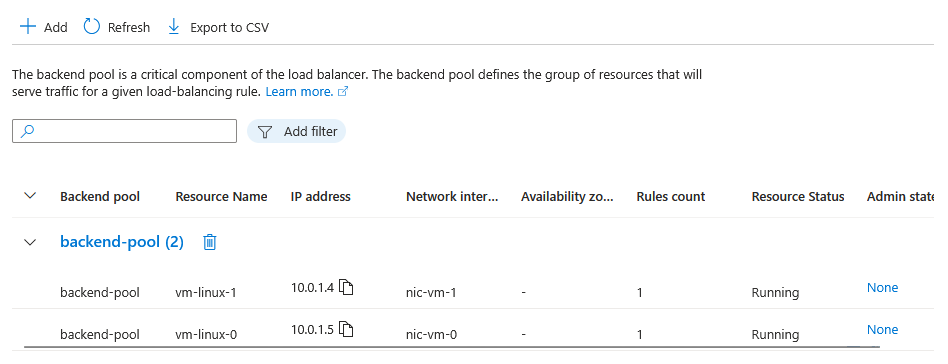 Add Refresh Export to CSV
The backend pool is a critical component of the load balancer. The backend pool defines the group of resources that will
serve traffic for a given load-balancing rule. Learn more.
Add filter
Backend pool Resource Name IP address Network inter... Availability zo... Rules count Resource Status Admin state
backend-pool (2)
backend-pool vm-linux-1 10.0.1.4 nic-vm-1 - 1 Running None
backend-pool vm-linux-0 10.0.1.5 nic-vm-0 - 1 Running None